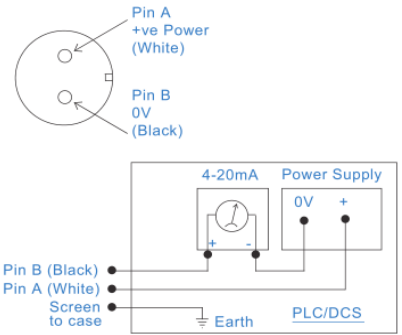 Pin A
+ve Power
(White)
Pin B
0V
(Black)
4-20mA
Power Supply
0V +
+ -
Pin B (Black)
Pin A (White)
Screen
to case
Earth
PLC/DCS